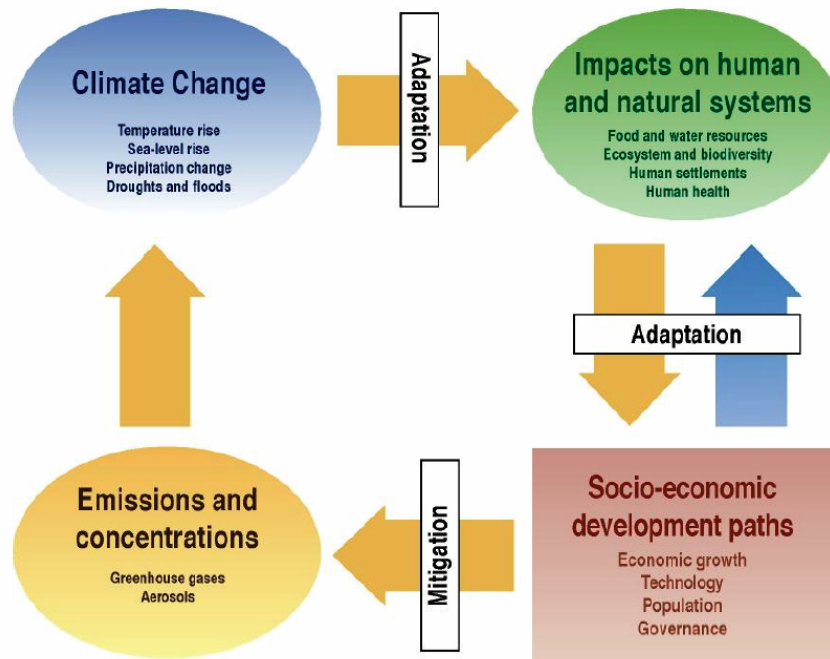 Climate Change
Temperature rise
Sea-level rise
Precipitation change
Droughts and floods
Adaptation
Impacts on human
and natural systems
Food and water resources
Ecosystem and biodiversity
Human settlements
Human health
Adaptation
Emissions and
concentrations
Greenhouse gases
Aerosols
Mitigation
Socio-economic
development paths
Economic growth
Technology
Population
Governance